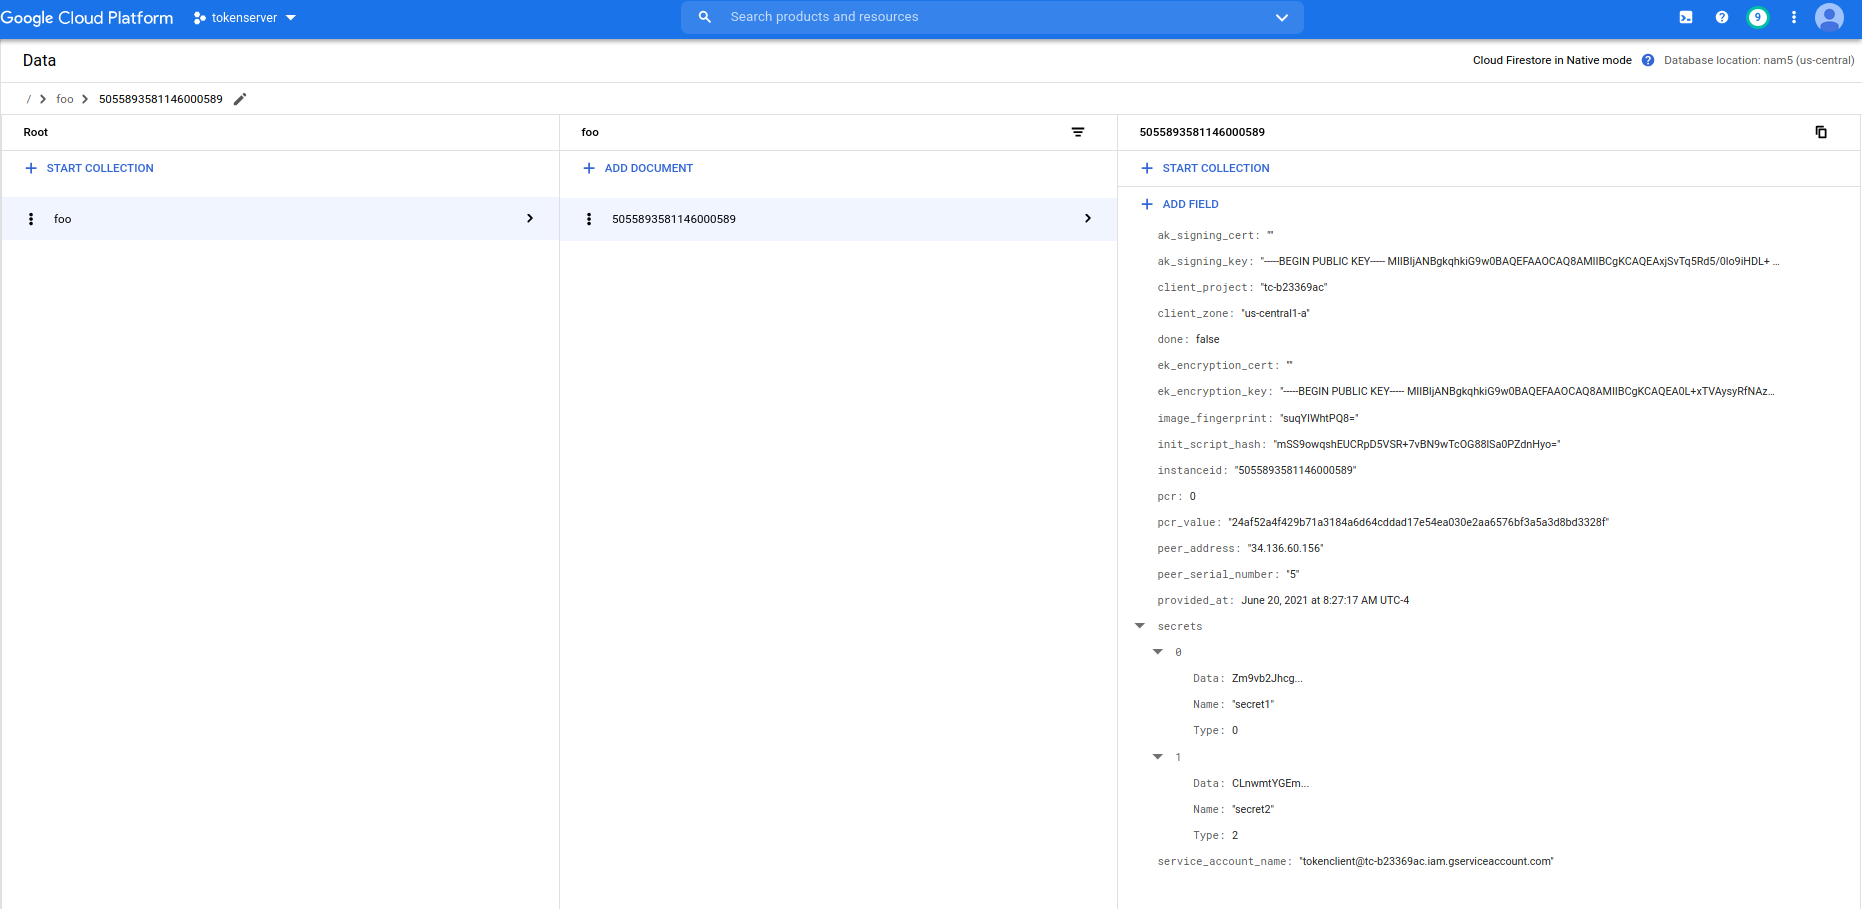 Google Cloud Platform tokenserver Search products and resources 9
Data Cloud Firestore in Native mode ? Database location: nam5 (us-central)
/ > foo > 5055893581146000589
Root
+ START COLLECTION
foo
foo
+ ADD DOCUMENT
5055893581146000589
5055893581146000589
+ START COLLECTION
+ ADD FIELD
ak_signing_cert: ""
ak_signing_key: "-----BEGIN PUBLIC KEY----- MIIBIjANBgkqhkiG9w0BAQEFAAOCAQ8AMIIBCgKCAQEAxjSvTq5Rd5/0lo9iHDL+ ...
client_project: "tc-b23369ac"
client_zone: "us-central1-a"
done: false
ek_encryption_cert: ""
ek_encryption_key: "-----BEGIN PUBLIC KEY----- MIIBIjANBgkqhkiG9w0BAQEFAAOCAQ8AMIIBCgKCAQEA0L+xTVAysyRfNAz...
image_fingerprint: "suqYlWhtPQ8="
init_script_hash: "mSS9owqshEUCRpD5VSR+7vBN9wTcOG88lSa0PZdnHyo="
instanceid: "5055893581146000589"
pcr: 0
pcr_value: "24af52a4f429b71a3184a6d64cddad17e54ea030e2aa6576bf3a5a3d8bd3328f"
peer_address: "34.136.60.156"
peer_serial_number: "5"
provided_at: June 20, 2021 at 8:27:17 AM UTC-4
secrets
0
Data: Zm9vb2Jhcg...
Name: "secret1"
Type: 0
1
Data: CLnwmtYGEm...
Name: "secret2"
Type: 2
service_account_name: "tokenclient@tc-b23369ac.iam.gserviceaccount.com"